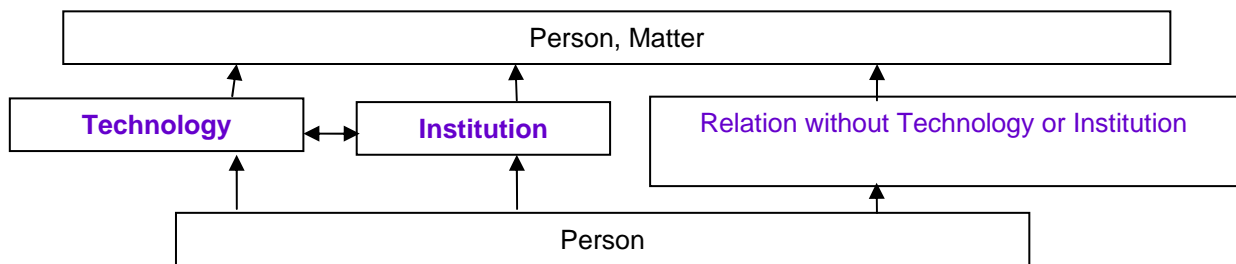 Person, Matter
Technology
Institution
Relation without Technology or Institution
Person